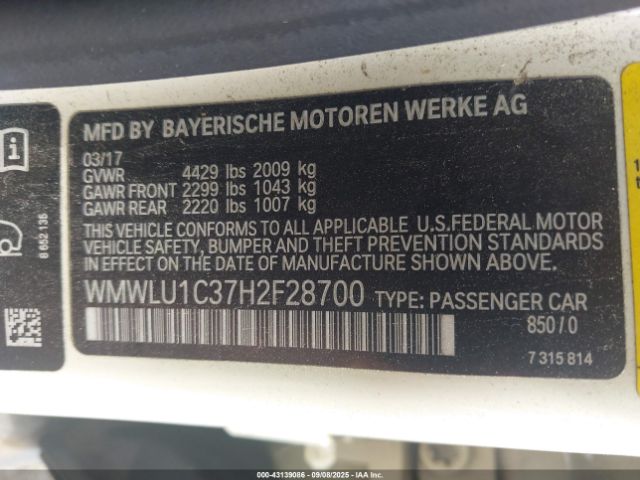 MFD BY BAYERISCHE MOTOREN WERKE AG
03/17
GVWR 4429 lbs 2009 kg
GAWR FRONT 2299 lbs 1043 kg
GAWR REAR 2220 lbs 1007 kg
THIS VEHICLE CONFORMS TO ALL APPLICABLE U.S.FEDERAL MOTOR
VEHICLE SAFETY, BUMPER AND THEFT PREVENTION STANDARDS
IN EFFECT ON THE DATE OF MANUFACTURE SHOWN ABOVE.
WMWLU1C37H2F28700 TYPE: PASSENGER CAR
850/0
7 315 814
8 652 135
000-43139086 - 09/08/2025 - IAA Inc.